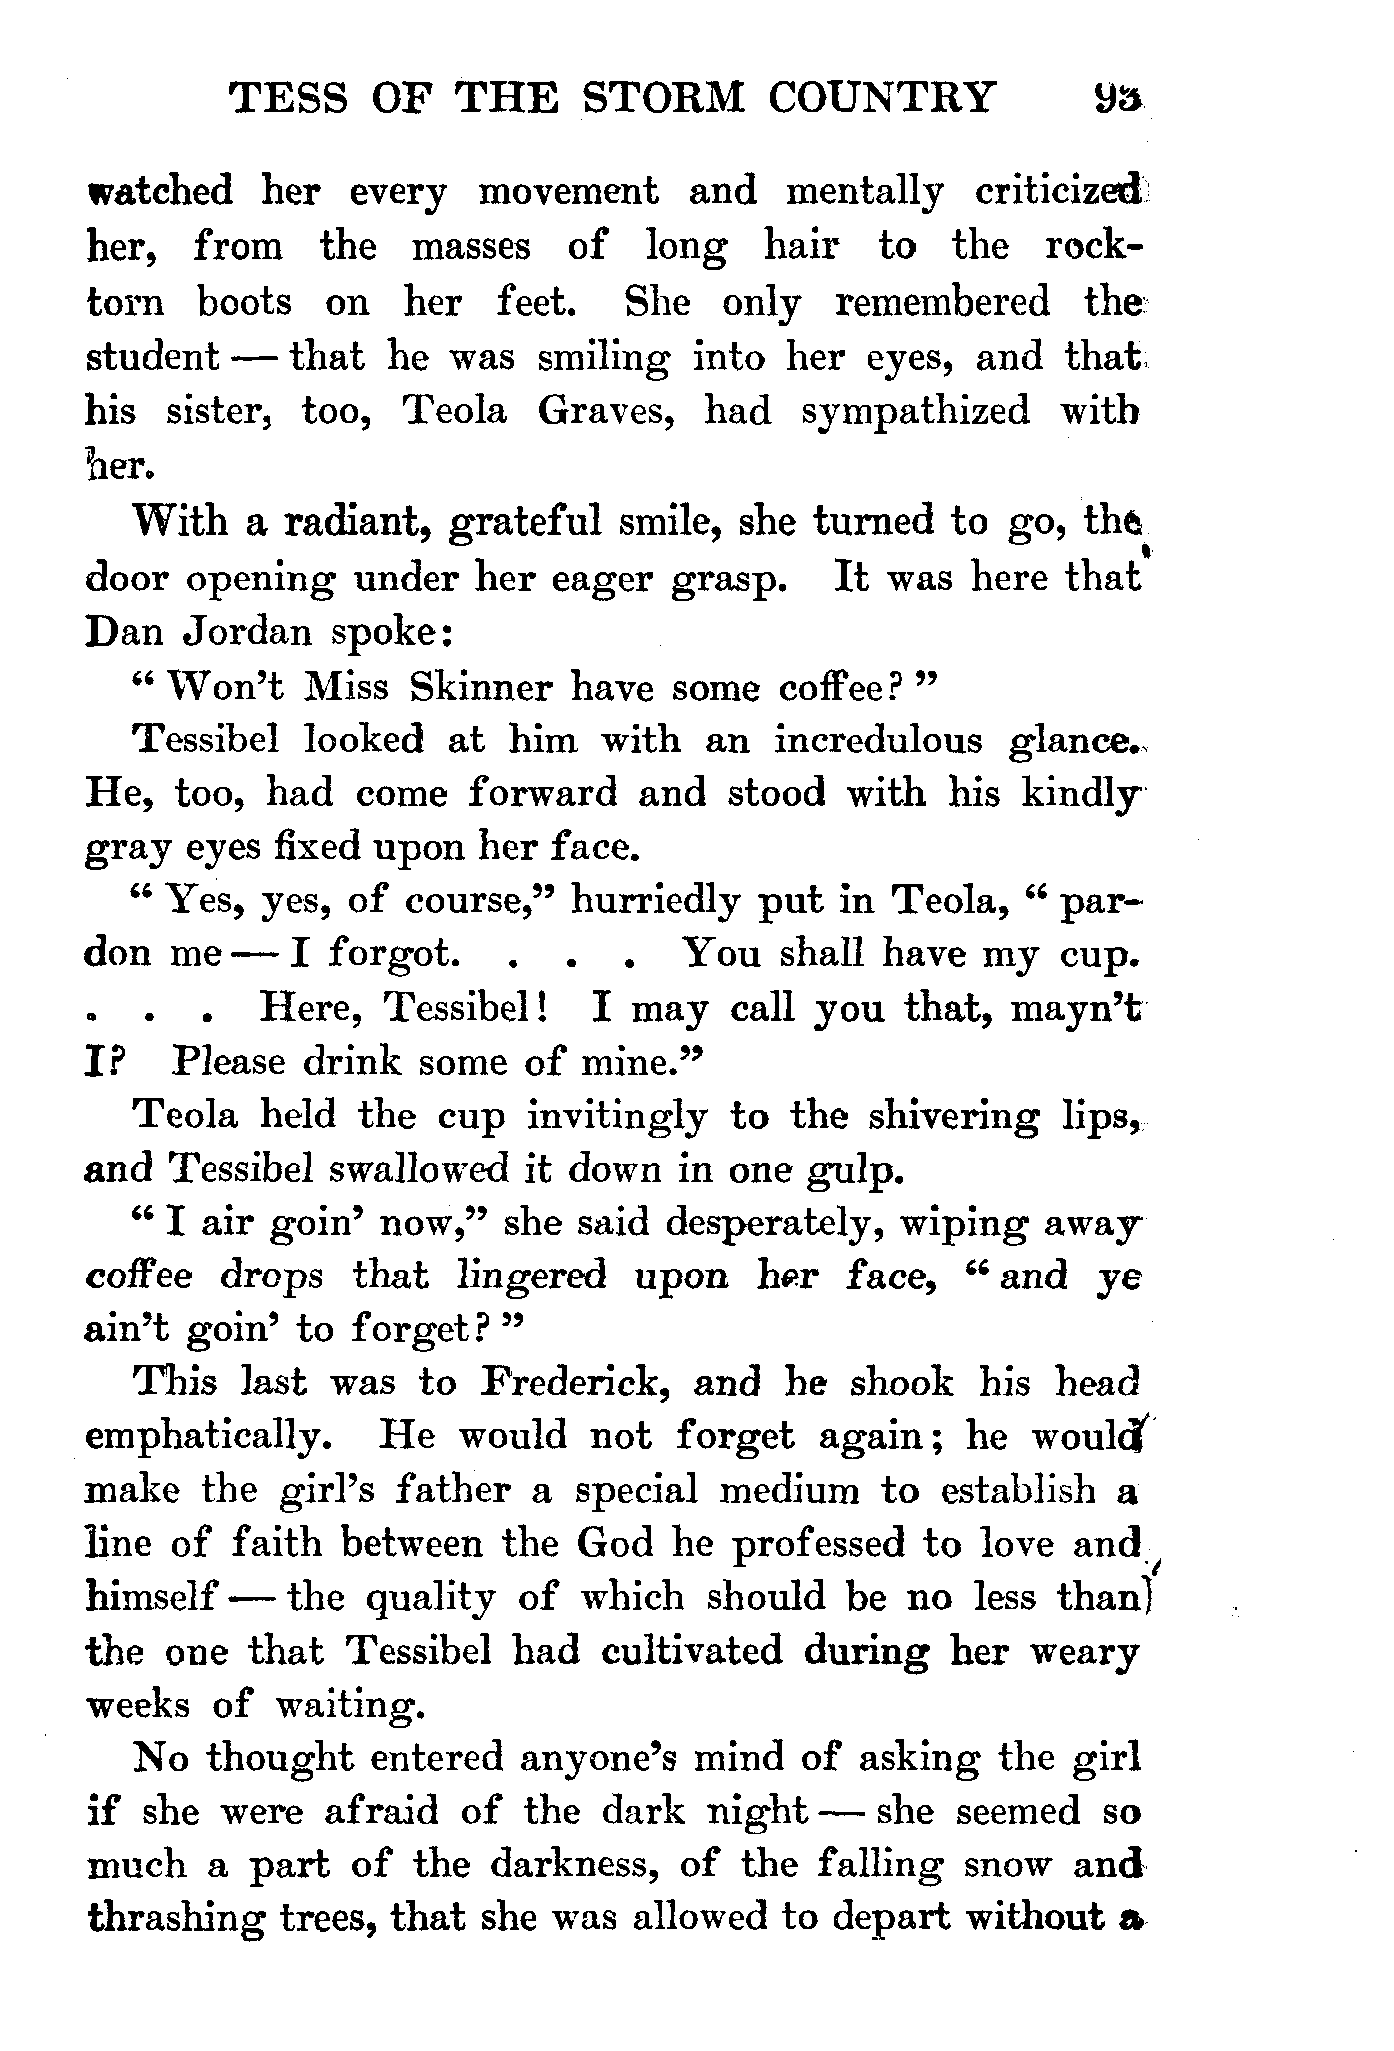 TESS OF THE STORM COUNTRY
watched her every movement and mentally criticized
her, from the masses of long hair to the rock-
torn boots on her feet. She only remembered the
student — that he was smiling into her eyes, and that
his sister, too, Teola Graves, had sympathized with
her.
With a radiant, grateful smile, she turned to go, the
door opening under her eager grasp. It was here that
Dan Jordan spoke:
“ Won’t Miss Skinner have some coffee? ”
Tessibel looked at him with an incredulous glance.
He, too, had come forward and stood with his kindly
gray eyes fixed upon her face.
“ Yes, yes, of course,” hurriedly put in Teola, “ par-
don me — I forgot. . . . You shall have my cup.
. . . Here, Tessibel! I may call you that, mayn’t
I? Please drink some of mine.”
Teola held the cup invitingly to the shivering lips,
and Tessibel swallowed it down in one gulp.
“ I air goin’ now,” she said desperately, wiping away
coffee drops that lingered upon her face, “ and ye
ain’t goin’ to forget? ”
This last was to Frederick, and he shook his head
emphatically. He would not forget again; he would
make the girl’s father a special medium to establish a
line of faith between the God he professed to love and
himself — the quality of which should be no less than
the one that Tessibel had cultivated during her weary
weeks of waiting.
No thought entered anyone’s mind of asking the girl
if she were afraid of the dark night — she seemed so
much a part of the darkness, of the falling snow and
thrashing trees, that she was allowed to depart without a